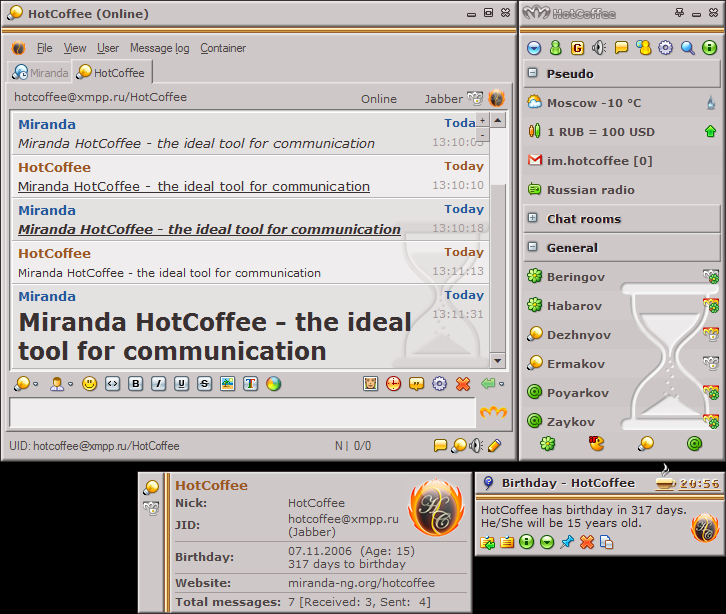 HotCoffee (Online)
File View User Message log Container
Miranda HotCoffee
hotcoffee@xmpp.ru/HotCoffee Online Jabber
Miranda
Miranda HotCoffee - the ideal tool for communication
HotCoffee Today
Miranda HotCoffee - the ideal tool for communication 13:10:10
Miranda Today
Miranda HotCoffee - the ideal tool for communication 13:10:18
HotCoffee Today
Miranda HotCoffee - the ideal tool for communication 13:11:13
Miranda Today
13:11:31
Miranda HotCoffee - the ideal
tool for communication
UID: hotcoffee@xmpp.ru/HotCoffee N | 0/0
HotCoffee
Pseudo
Moscow -10 °C
1 RUB = 100 USD
im.hotcoffee [0]
Russian radio
Chat rooms
General
Beringov
Habarov
Dezhnyov
Ermakov
Poyarkov
Zaykov
HotCoffee
Nick: HotCoffee
JID: hotcoffee@xmpp.ru
(Jabber)
Birthday: 07.11.2006 (Age: 15)
317 days to birthday
Website: miranda-ng.org/hotcoffee
Total messages: 7 [Received: 3, Sent: 4]
Birthday - HotCoffee 20:56
HotCoffee has birthday in 317 days.
He/She will be 15 years old.